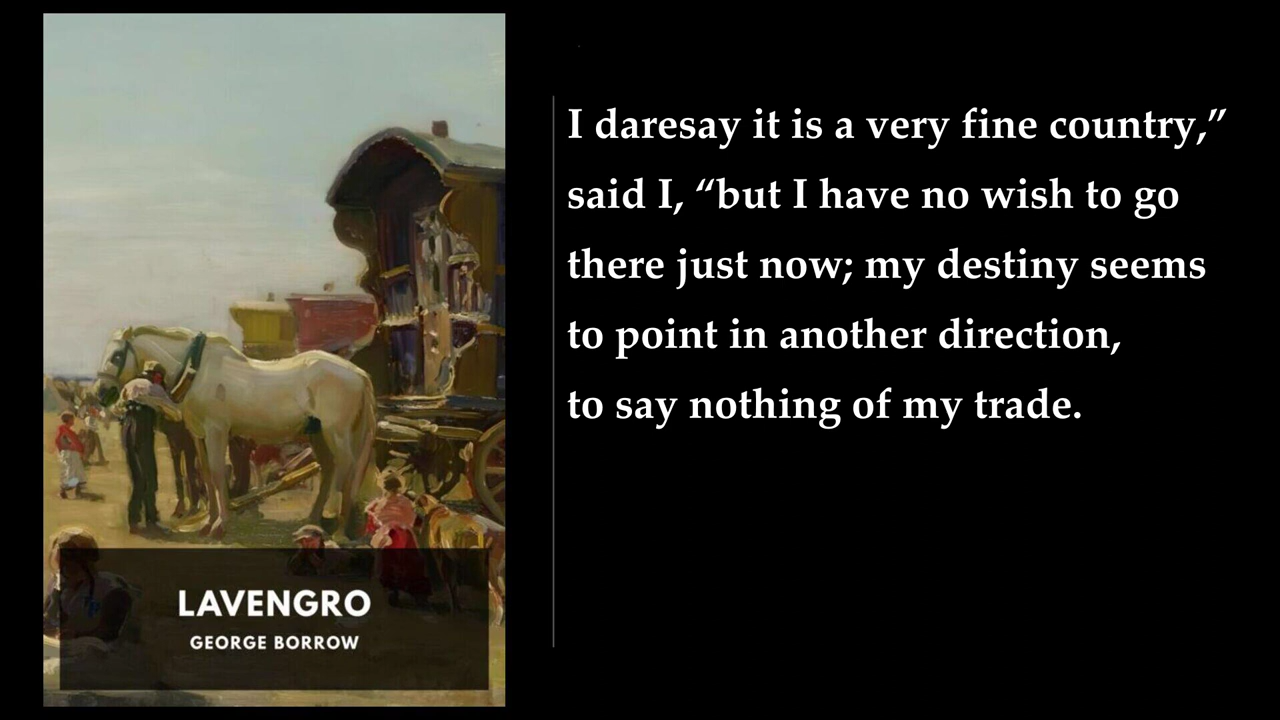 LAVENGRO
GEORGE BORROW
I daresay it is a very fine country,”
said I, “but I have no wish to go
there just now; my destiny seems
to point in another direction,
to say nothing of my trade.